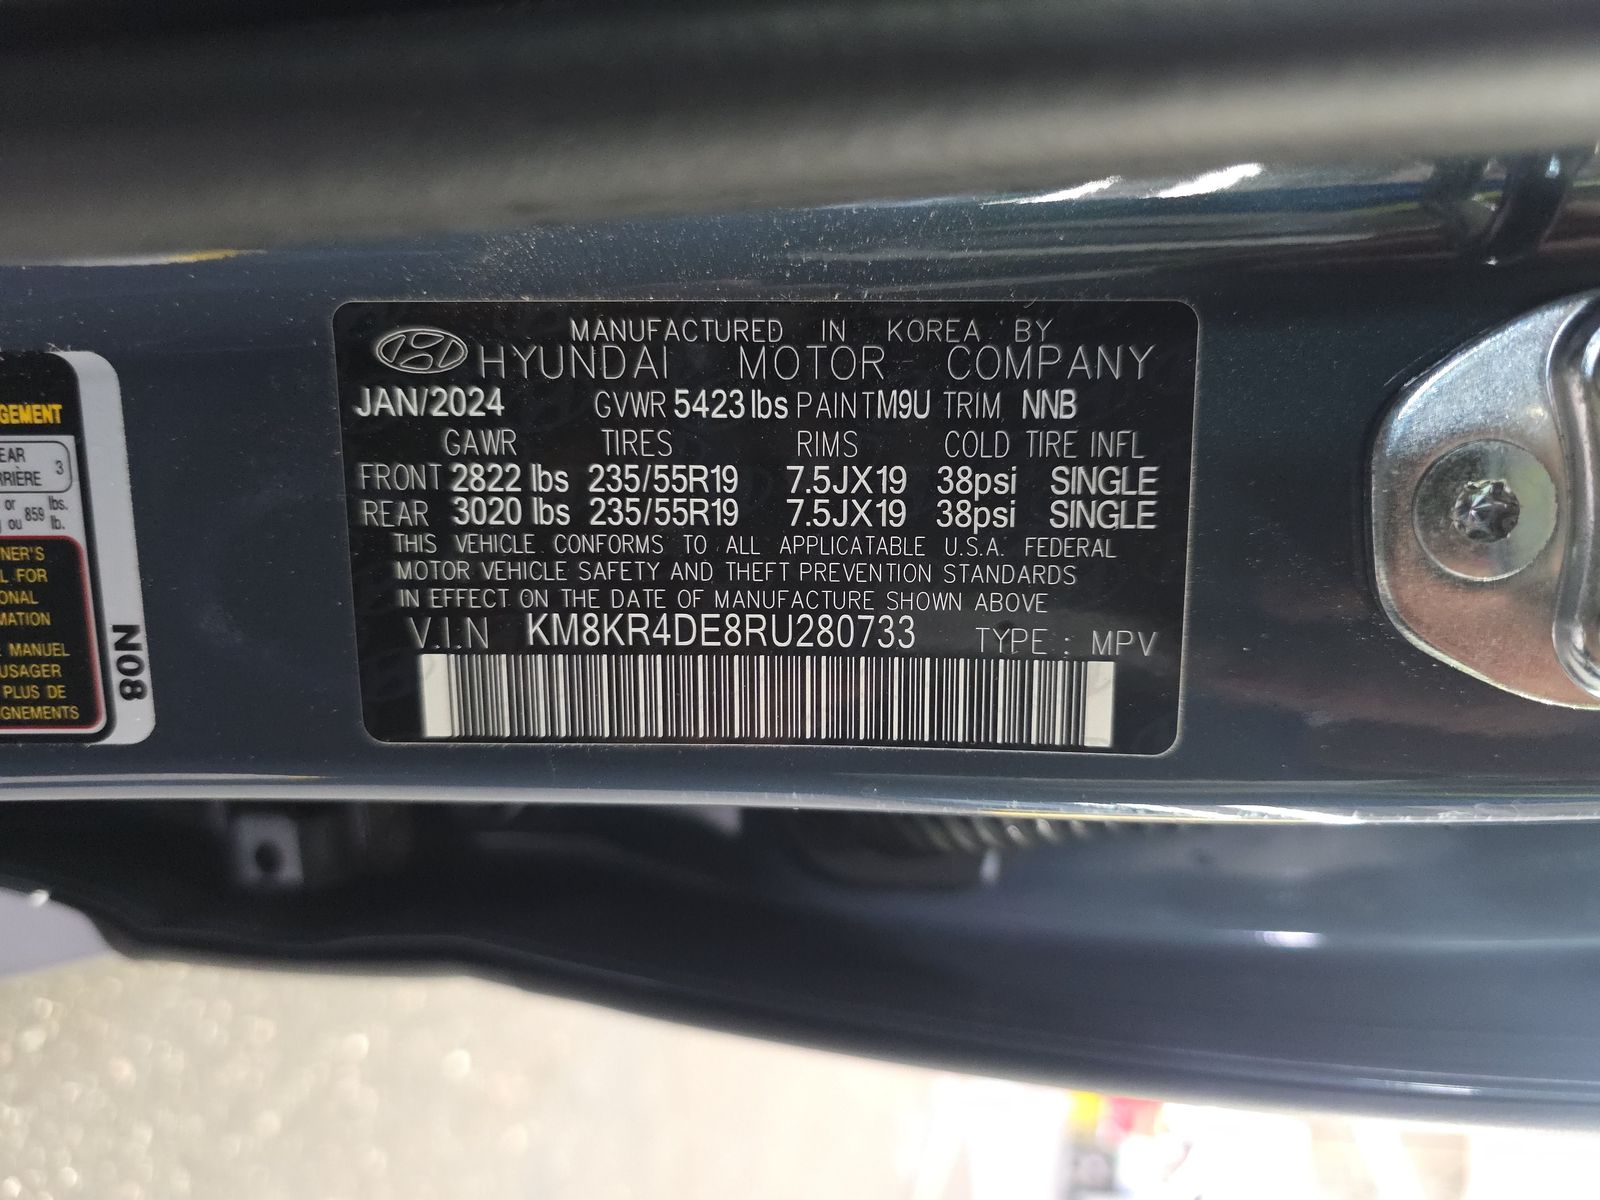 MANUFACTURED IN KOREA BY
HYUNDAI MOTOR COMPANY
JAN/2024 GVWR 5423 lbs PAINT M9U TRIM NNB
GAWR TIRES RIMS COLD TIRE INFL
FRONT 2822 lbs 235/55R19 7.5JX19 38psi SINGLE
REAR 3020 lbs 235/55R19 7.5JX19 38psi SINGLE
THIS VEHICLE CONFORMS TO ALL APPLICATABLE U.S.A. FEDERAL
MOTOR VEHICLE SAFETY AND THEFT PREVENTION STANDARDS
IN EFFECT ON THE DATE OF MANUFACTURE SHOWN ABOVE
V.I.N KM8KR4DE8RU280733 TYPE : MPV
GEMENT
EAR
RRIERE 3
or lbs.
ou 859 lb.
NER'S
L FOR
ONAL
MATION
MANUEL
USAGER
PLUS DE
GNEMENTS
N08